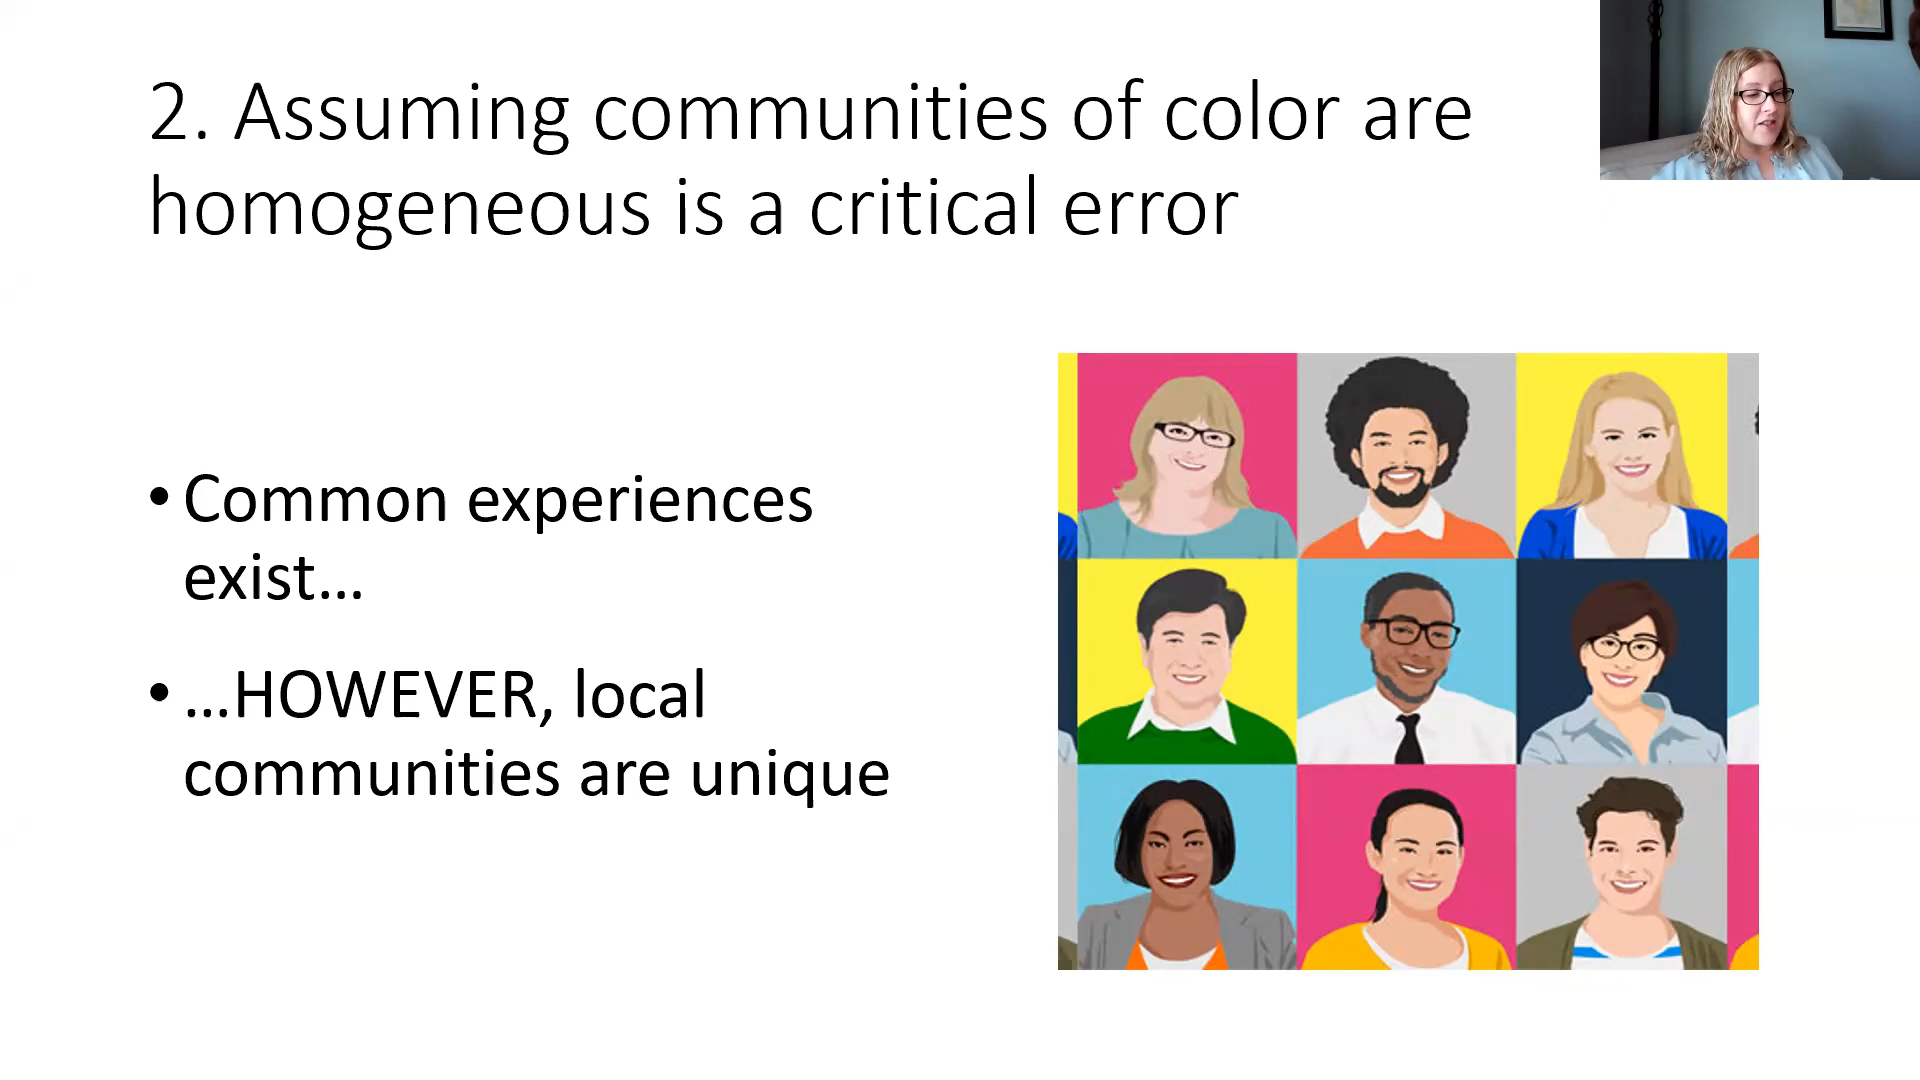 2. Assuming communities of color are
homogeneous is a critical error
• Common experiences
exist…
• …HOWEVER, local
communities are unique